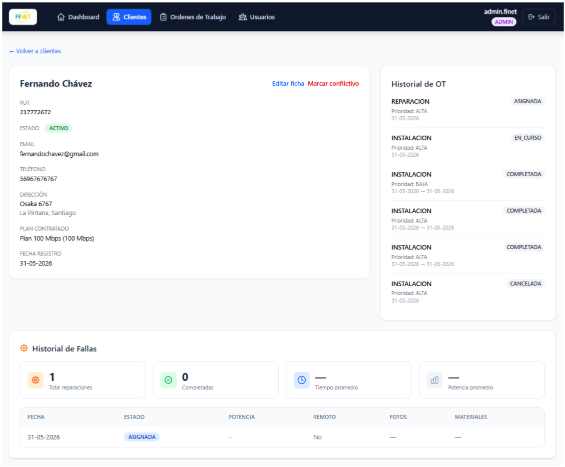 FINET
Dashboard
Clientes
Ordenes de Trabajo
Usuarios
admin.finet
ADMIN
Salir
← Volver a clientes
Fernando Chávez
Editar ficha Marcar conflictivo
RUT
217772672
ESTADO ACTIVO
EMAIL
fernandochavez@gmail.com
TELÉFONO
56967676767
DIRECCIÓN
Osaka 6767
La Pintana, Santiago
PLAN CONTRATADO
Plan 100 Mbps (100 Mbps)
FECHA REGISTRO
31-05-2026
Historial de OT
REPARACION ASIGNADA
Prioridad: ALTA
31-05-2026
INSTALACION EN_CURSO
Prioridad: ALTA
31-05-2026
INSTALACION COMPLETADA
Prioridad: BAJA
31-05-2026 — 31-05-2026
INSTALACION COMPLETADA
Prioridad: ALTA
31-05-2026 — 31-05-2026
INSTALACION COMPLETADA
Prioridad: ALTA
31-05-2026 — 31-05-2026
INSTALACION CANCELADA
Prioridad: ALTA
31-05-2026
Historial de Fallas
1
Total reparaciones
0
Completadas
—
Tiempo promedio
—
Potencia promedio
FECHA ESTADO POTENCIA REMOTO FOTOS MATERIALES
31-05-2026 ASIGNADA – No — —